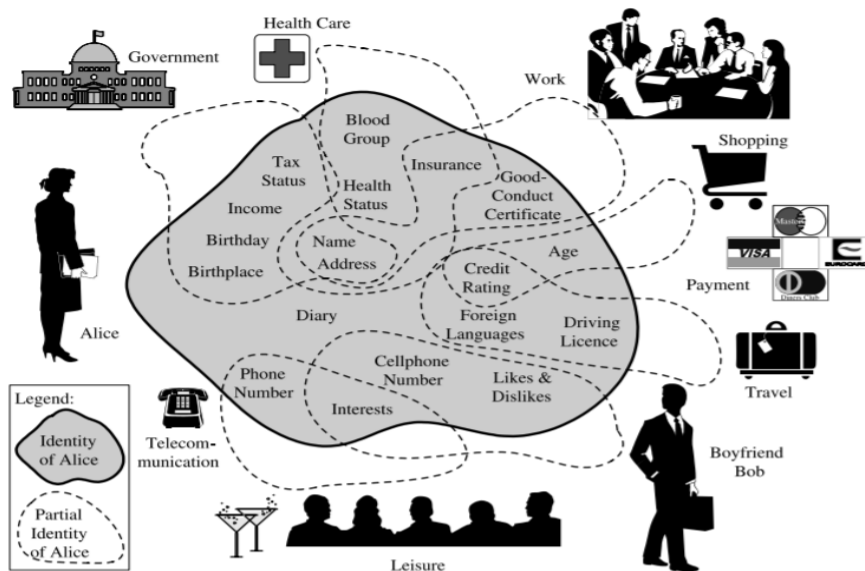 Health Care
Government
Work
Shopping
Blood
Group
Tax
Status
Insurance
Good-
Conduct
Certificate
Health
Status
Income
Birthday
Birthplace
Name
Address
Age
Credit
Rating
Master
VISA
EUROCARD
Diners Club
Payment
Alice
Diary
Foreign
Languages
Driving
Licence
Phone
Number
Cellphone
Number
Likes &
Dislikes
Interests
Travel
Legend:
Identity
of Alice
Partial
Identity
of Alice
Telecom-
munication
Boyfriend
Bob
Leisure